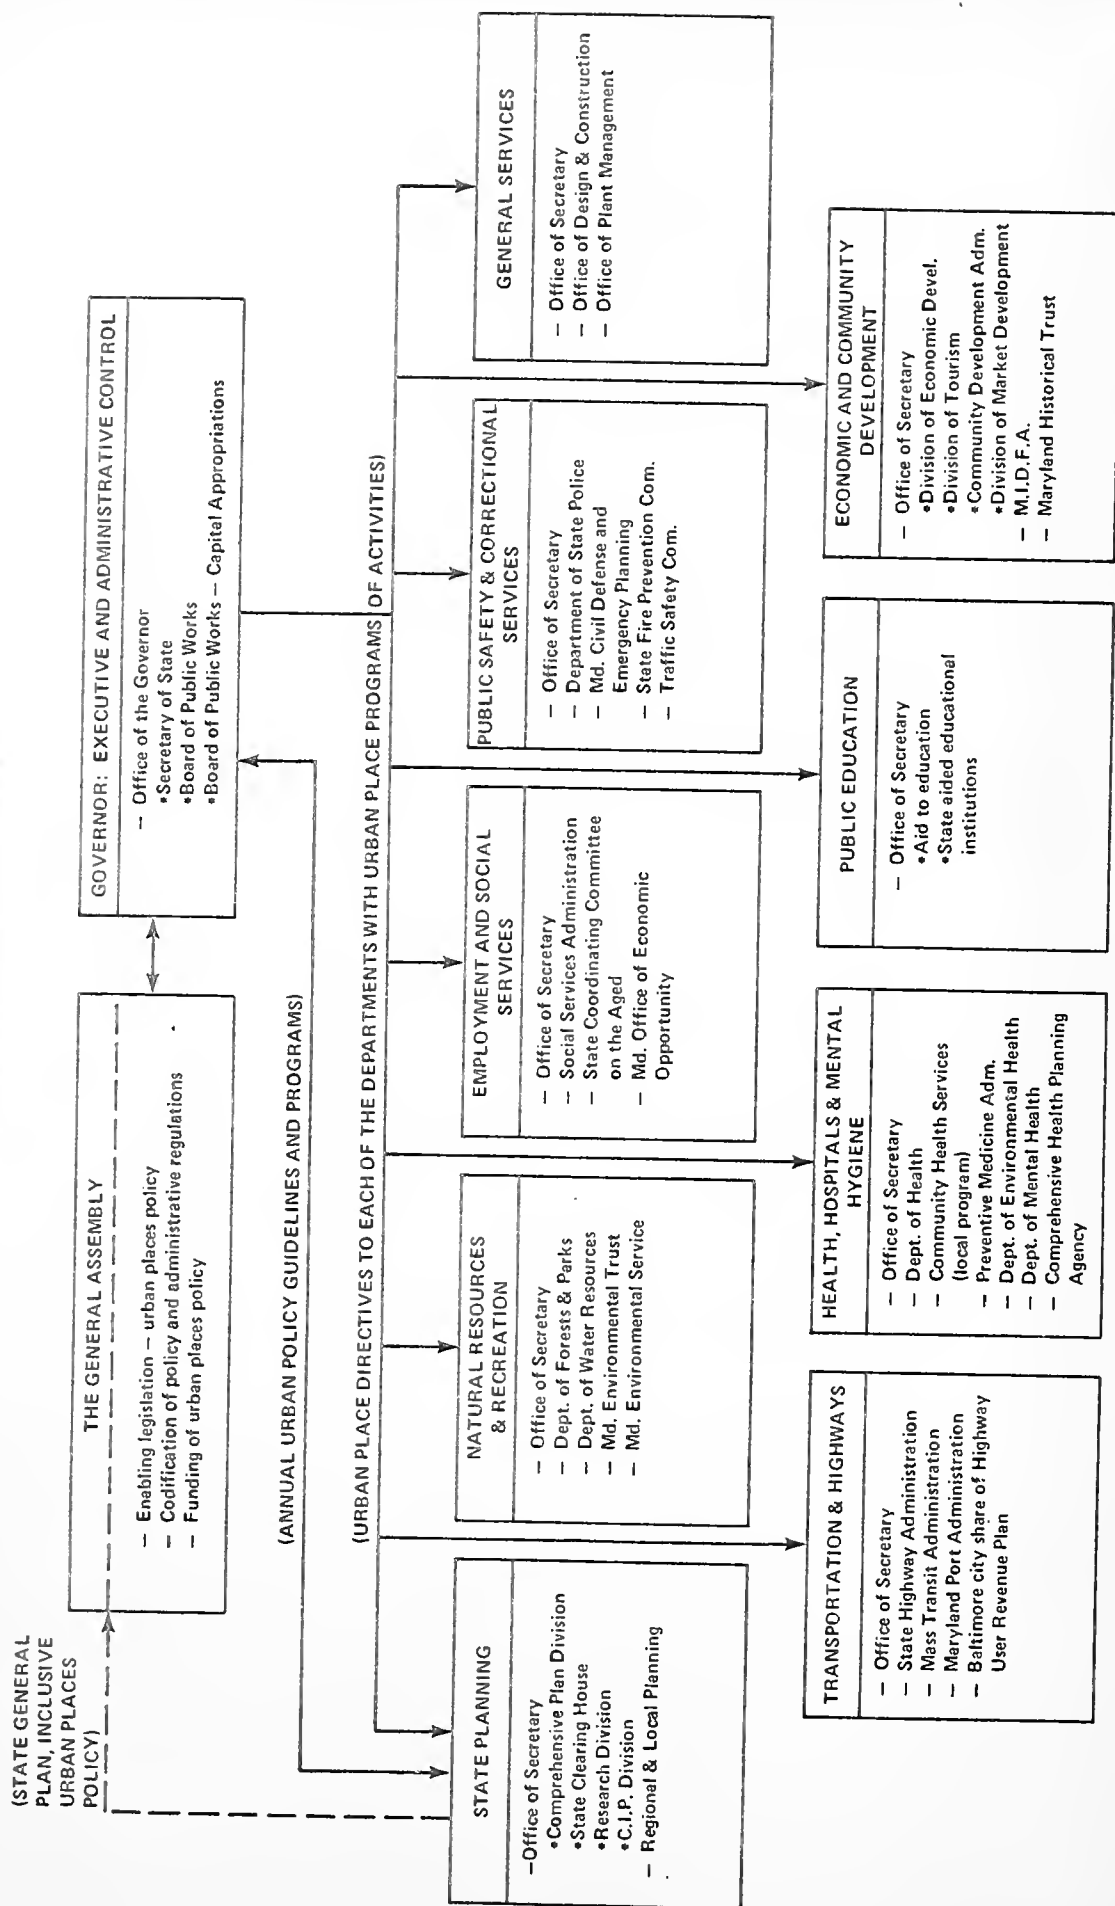 (STATE GENERAL
PLAN, INCLUSIVE
URBAN PLACES
POLICY)
THE GENERAL ASSEMBLY
– Enabling legislation – urban places policy
– Codification of policy and administrative regulations
– Funding of urban places policy
GOVERNOR: EXECUTIVE AND ADMINISTRATIVE CONTROL
– Office of the Governor
•Secretary of State
•Board of Public Works
•Board of Public Works – Capital Appropriations
(ANNUAL URBAN POLICY GUIDELINES AND PROGRAMS)
(URBAN PLACE DIRECTIVES TO EACH OF THE DEPARTMENTS WITH URBAN PLACE PROGRAMS OF ACTIVITIES)
STATE PLANNING
–Office of Secretary
•Comprehensive Plan Division
•State Clearing House
•Research Division
•C.I.P. Division
– Regional & Local Planning
NATURAL RESOURCES
& RECREATION
– Office of Secretary
– Dept. of Forests & Parks
– Dept. of Water Resources
– Md. Environmental Trust
– Md. Environmental Service
EMPLOYMENT AND SOCIAL
SERVICES
– Office of Secretary
– Social Services Administration
– State Coordinating Committee
on the Aged
– Md. Office of Economic
Opportunity
PUBLIC SAFETY & CORRECTIONAL
SERVICES
– Office of Secretary
– Department of State Police
– Md. Civil Defense and
Emergency Planning
– State Fire Prevention Com.
– Traffic Safety Com.
GENERAL SERVICES
– Office of Secretary
– Office of Design & Construction
– Office of Plant Management
TRANSPORTATION & HIGHWAYS
– Office of Secretary
– State Highway Administration
– Mass Transit Administration
– Maryland Port Administration
– Baltimore city share of Highway
User Revenue Plan
HEALTH, HOSPITALS & MENTAL
HYGIENE
– Office of Secretary
– Dept. of Health
– Community Health Services
(local program)
– Preventive Medicine Adm.
– Dept. of Environmental Health
– Dept. of Mental Health
– Comprehensive Health Planning
Agency
PUBLIC EDUCATION
– Office of Secretary
•Aid to education
•State aided educational
institutions
ECONOMIC AND COMMUNITY
DEVELOPMENT
– Office of Secretary
•Division of Economic Devel.
•Division of Tourism
•Community Development Adm.
•Division of Market Development
– M.I.D.F.A.
– Maryland Historical Trust